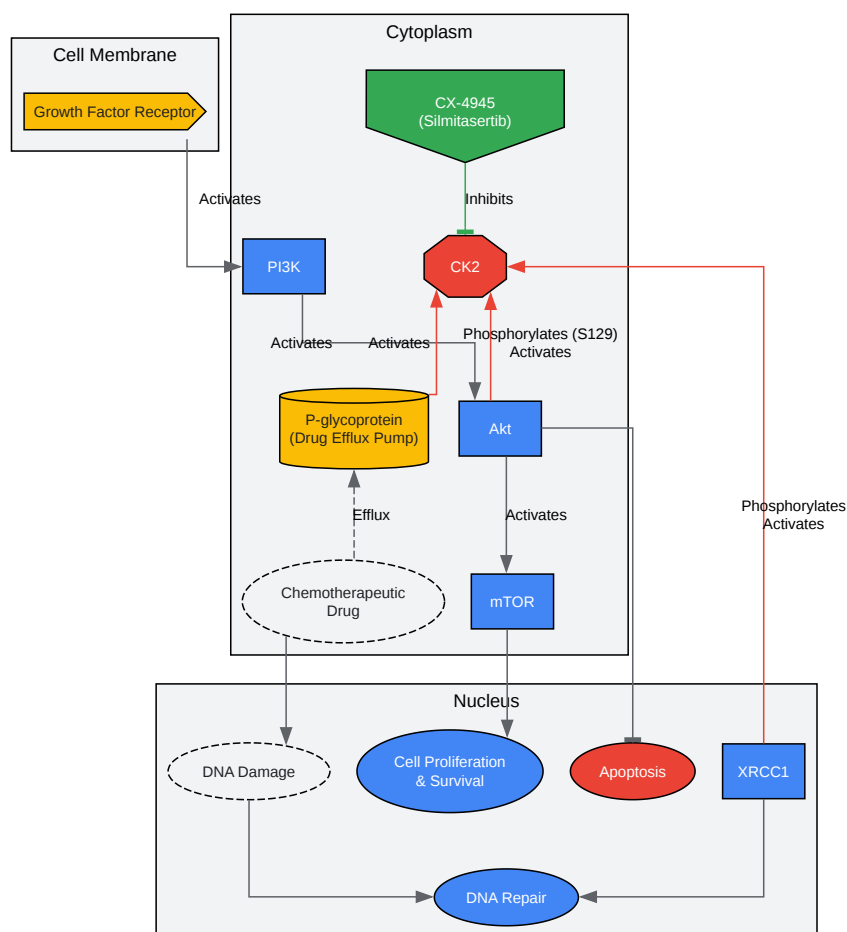 Cytoplasm
Cell Membrane
Growth Factor Receptor
CX-4945
(Silmitasertib)
Activates
Inhibits
PI3K
CK2
Activates
Activates
Phosphorylates (S129)
Activates
P-glycoprotein
(Drug Efflux Pump)
Akt
Efflux
Activates
Phosphorylates
Activates
Chemotherapeutic
Drug
mTOR
Nucleus
DNA Damage
Cell Proliferation
& Survival
Apoptosis
XRCC1
DNA Repair